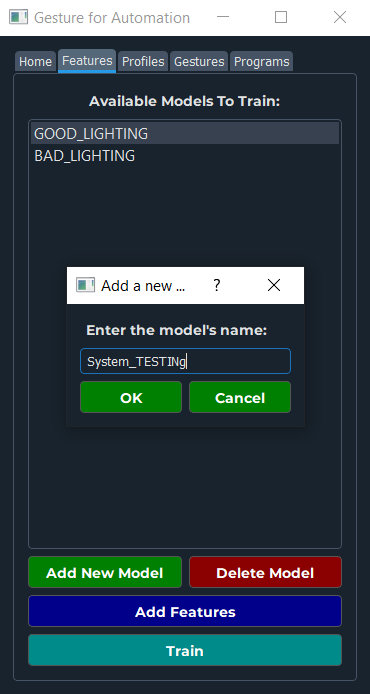 Gesture for Automation
Home Features Profiles Gestures Programs
Available Models To Train:
GOOD_LIGHTING
BAD_LIGHTING
Add a new ... ?
Enter the model's name:
System_TESTINg
OK Cancel
Add New Model Delete Model
Add Features
Train